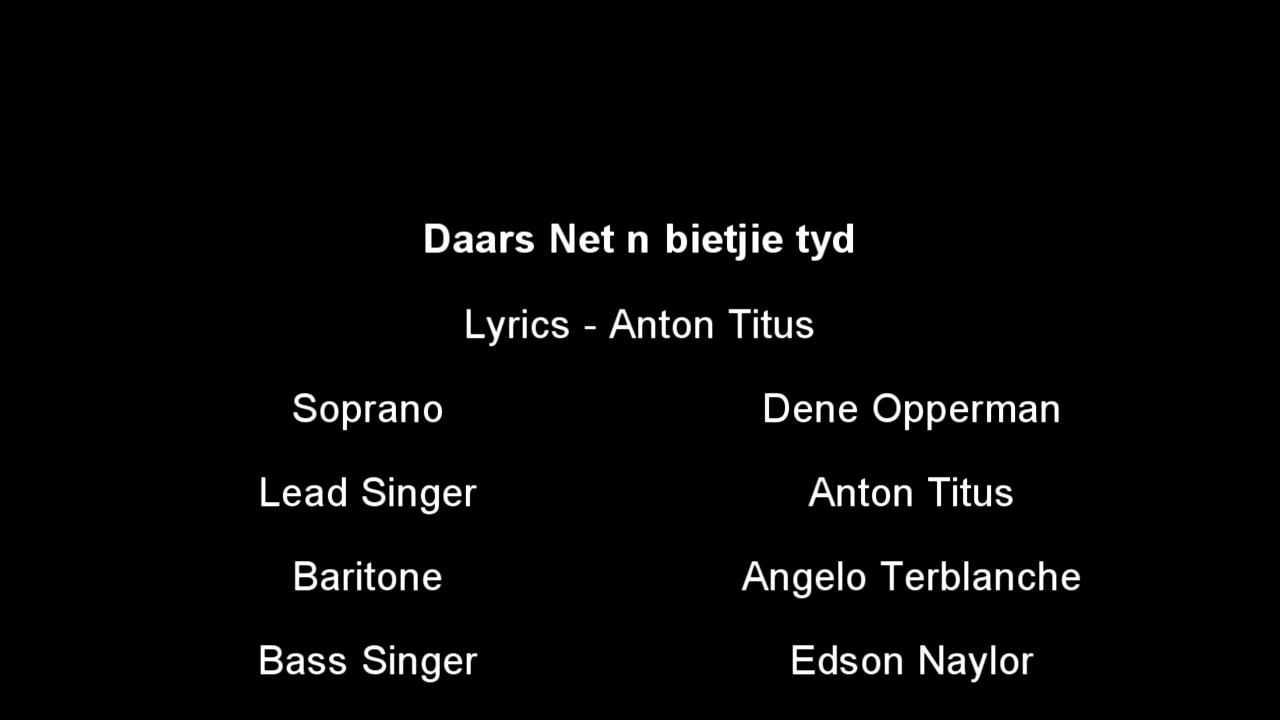 Daars Net n bietjie tyd
Lyrics - Anton Titus
Soprano Dene Opperman
Lead Singer Anton Titus
Baritone Angelo Terblanche
Bass Singer Edson Naylor